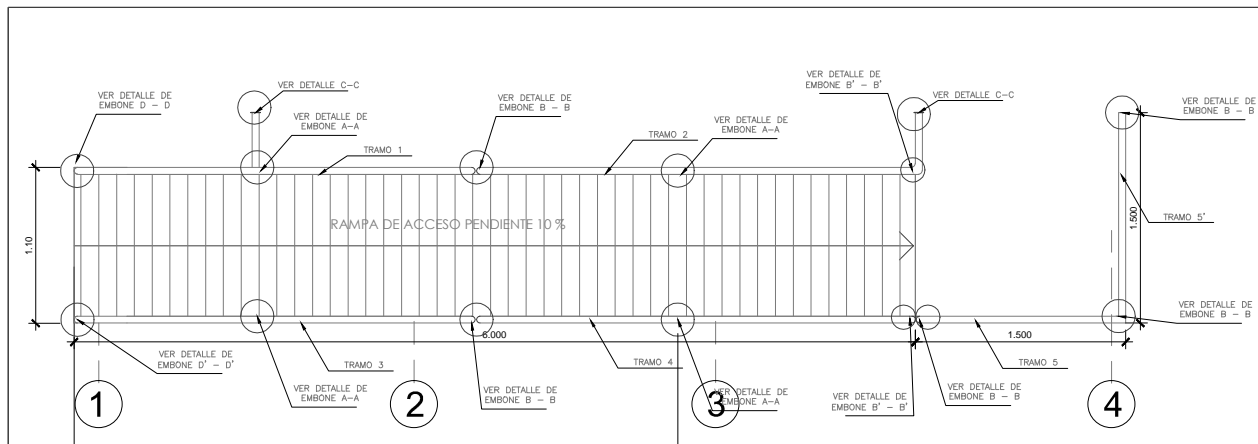 VER DETALLE DE
EMBONE D - D
VER DETALLE C-C
VER DETALLE DE
EMBONE A-A
VER DETALLE DE
EMBONE B - B
TRAMO 1
TRAMO 2
VER DETALLE DE
EMBONE A-A
VER DETALLE DE
EMBONE B' - B'
VER DETALLE C-C
VER DETALLE DE
EMBONE B - B
TRAMO 5'
1.500
1.10
RAMPA DE ACCESO PENDIENTE 10 %
6.000
1.500
VER DETALLE DE
EMBONE B - B
VER DETALLE DE
EMBONE D' - D'
TRAMO 3
TRAMO 4
TRAMO 5
VER DETALLE DE
EMBONE A-A
VER DETALLE DE
EMBONE B - B
VER DETALLE DE
EMBONE A-A
VER DETALLE DE
EMBONE B' - B'
VER DETALLE DE
EMBONE B - B
1
2
3
4